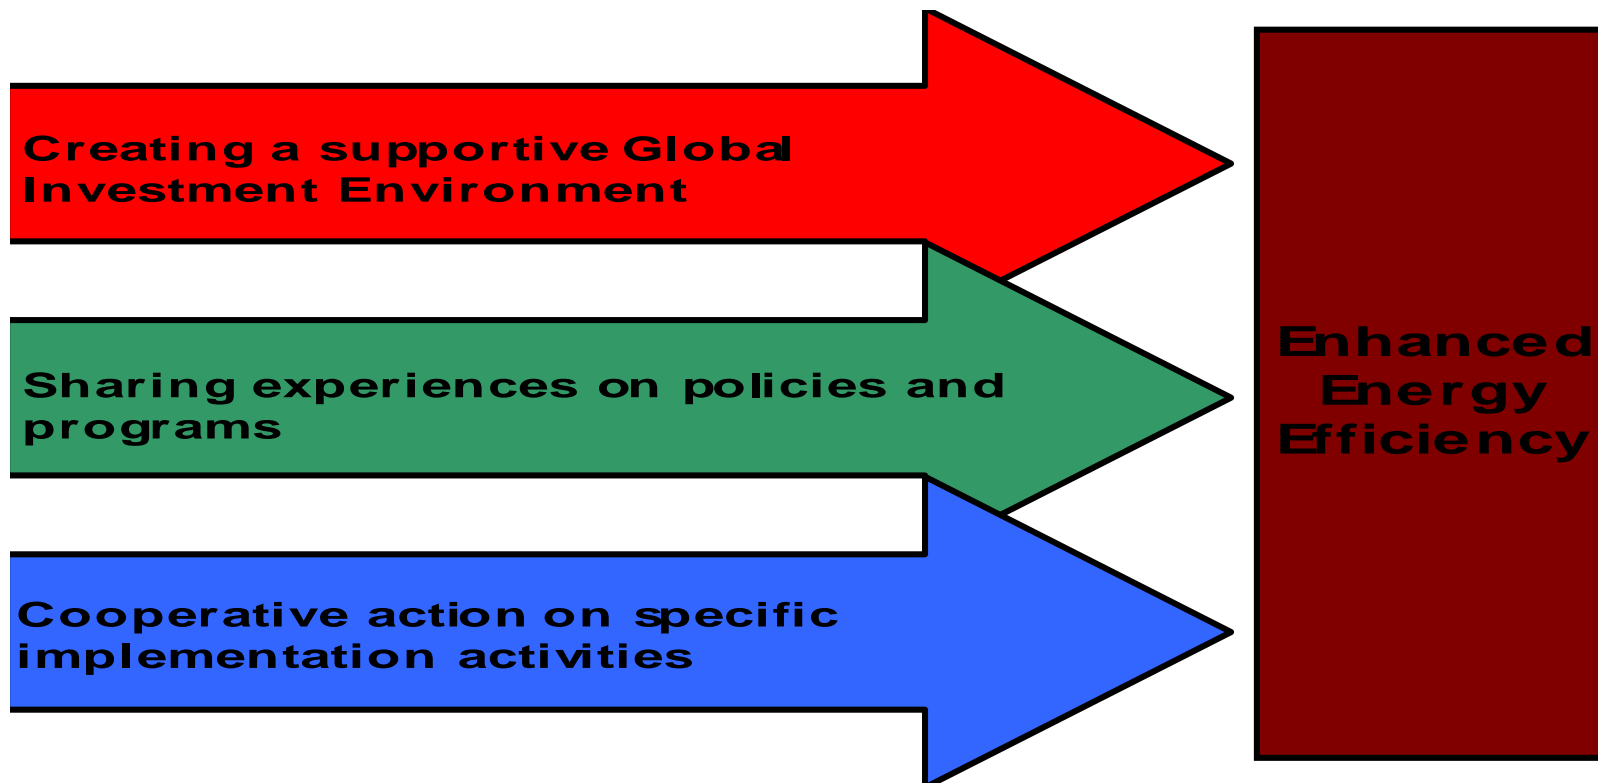 Creating a supportive Global
Investment Environment
Sharing experiences on policies and
programs
Cooperative action on specific
implementation activities
Enhanced
Energy
Efficiency